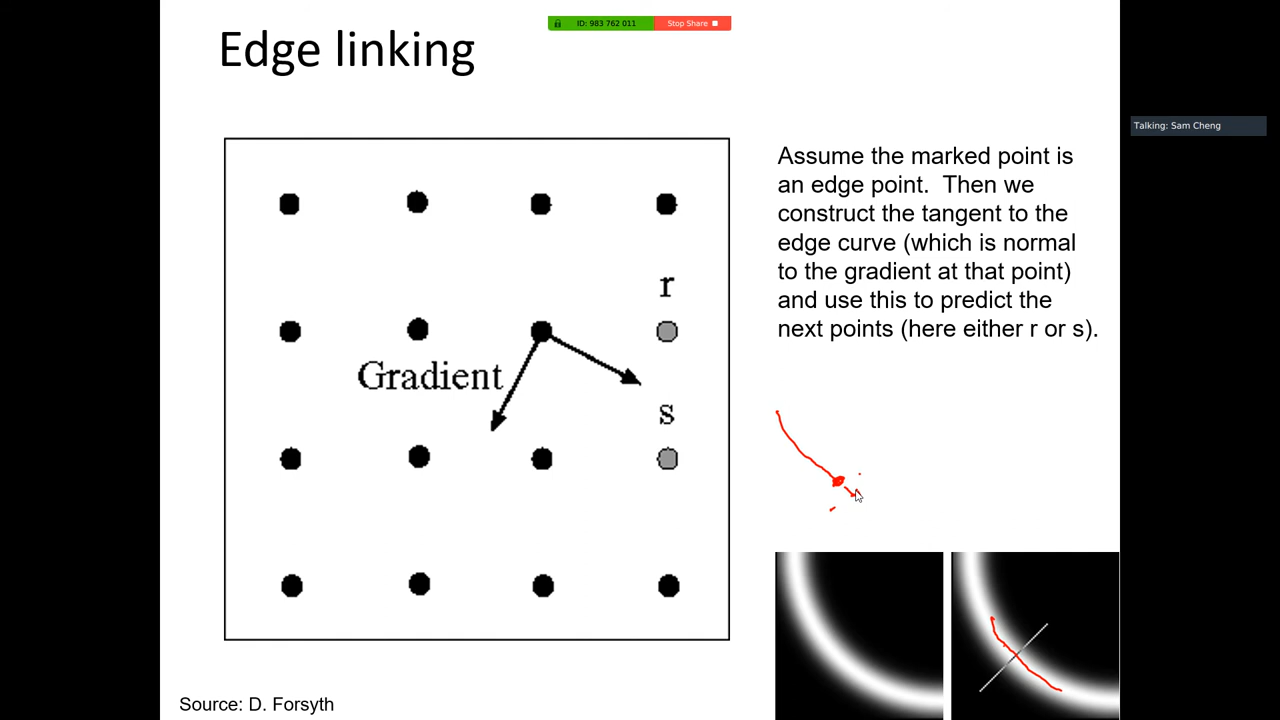 ID: 983 762 011
Stop Share
Edge linking
Talking: Sam Cheng
Assume the marked point is
an edge point. Then we
construct the tangent to the
edge curve (which is normal
to the gradient at that point)
and use this to predict the
next points (here either r or s).
r
Gradient
s
Source: D. Forsyth